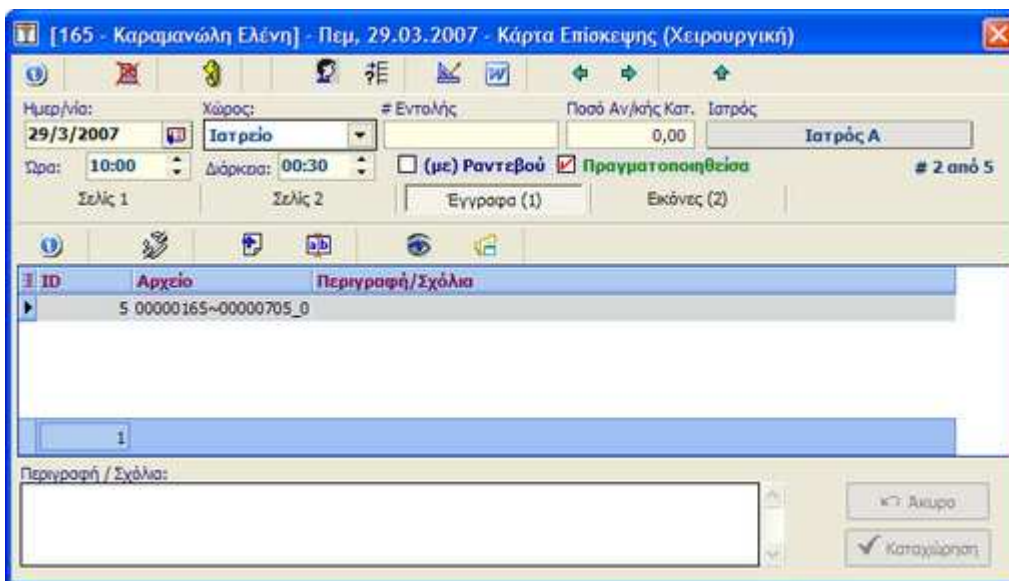 [165 - Καραμανώλη Ελένη] - Πεμ, 29.03.2007 - Κάρτα Επίσκεψης (Χειρουργική)
Ημερ/νία: Χώρος: # Εντολής Ποσό Αν/κής Κατ. Ιατρός
29/3/2007 Ιατρείο 0,00 Ιατρός Α
Ώρα: 10:00 Διάρκεια: 00:30 (με) Ραντεβού Πραγματοποιηθείσα # 2 από 5
Σελίς 1 Σελίς 2 Έγγραφα (1) Εικόνες (2)
ID Αρχείο Περιγραφή/Σχόλια
5 00000165~00000705_0
1
Περιγραφή / Σχόλια:
Άκυρο
Καταχώρηση